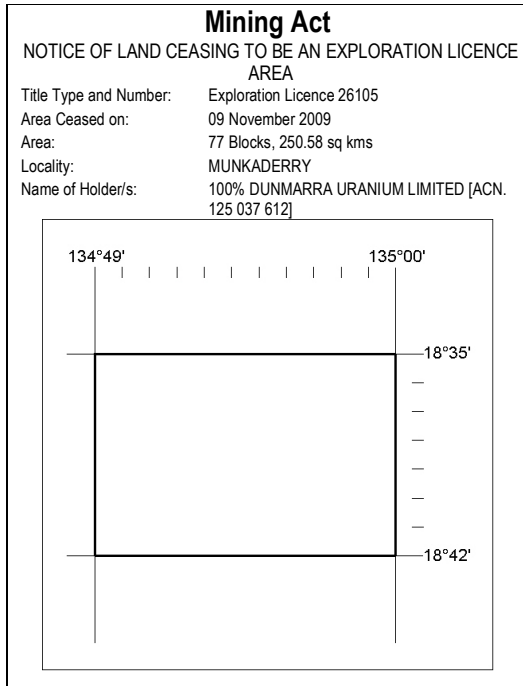 Mining Act
NOTICE OF LAND CEASING TO BE AN EXPLORATION LICENCE
AREA
Title Type and Number: Exploration Licence 26105
Area Ceased on: 09 November 2009
Area: 77 Blocks, 250.58 sq kms
Locality: MUNKADERRY
Name of Holder/s: 100% DUNMARRA URANIUM LIMITED [ACN.
125 037 612]
134°49' 135°00'
18°35'
18°42'